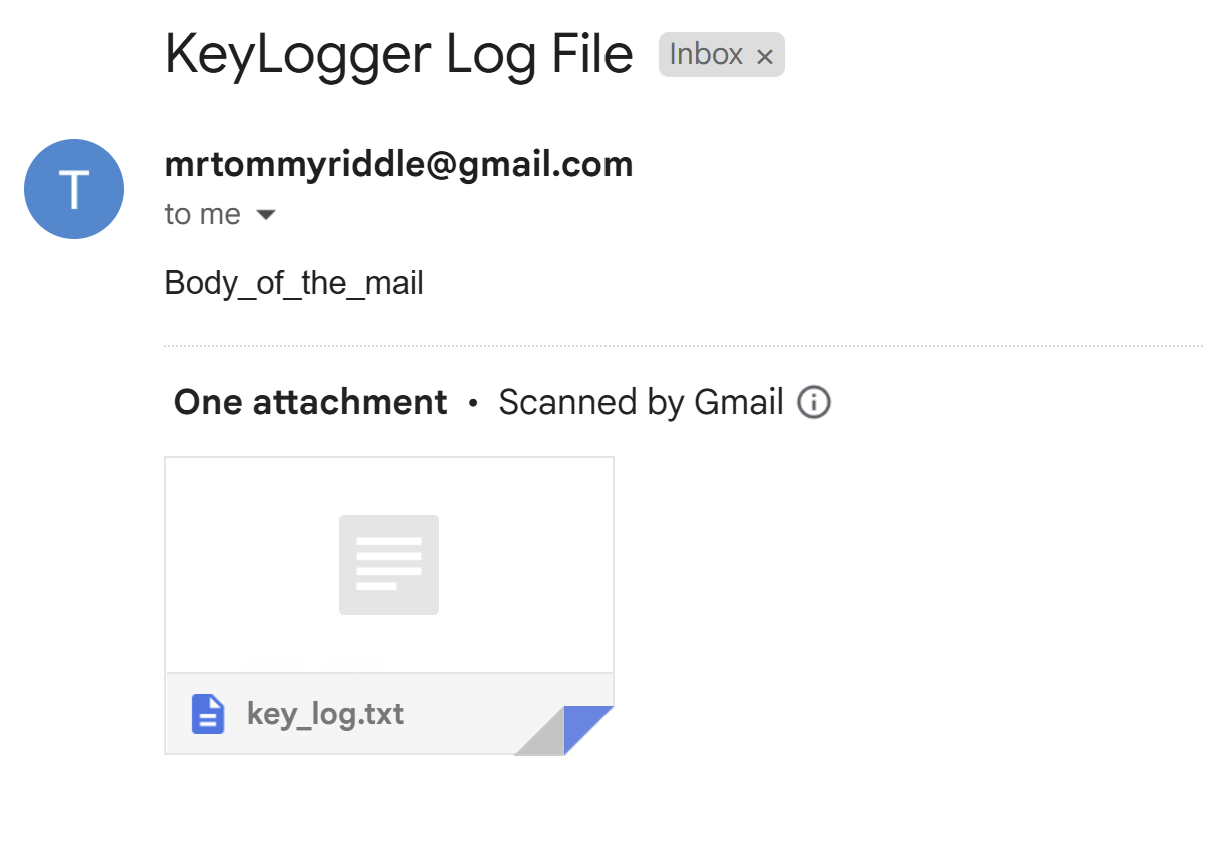 KeyLogger Log File Inbox ×
T
mrtommyriddle@gmail.com
to me
Body_of_the_mail
One attachment • Scanned by Gmail
key_log.txt